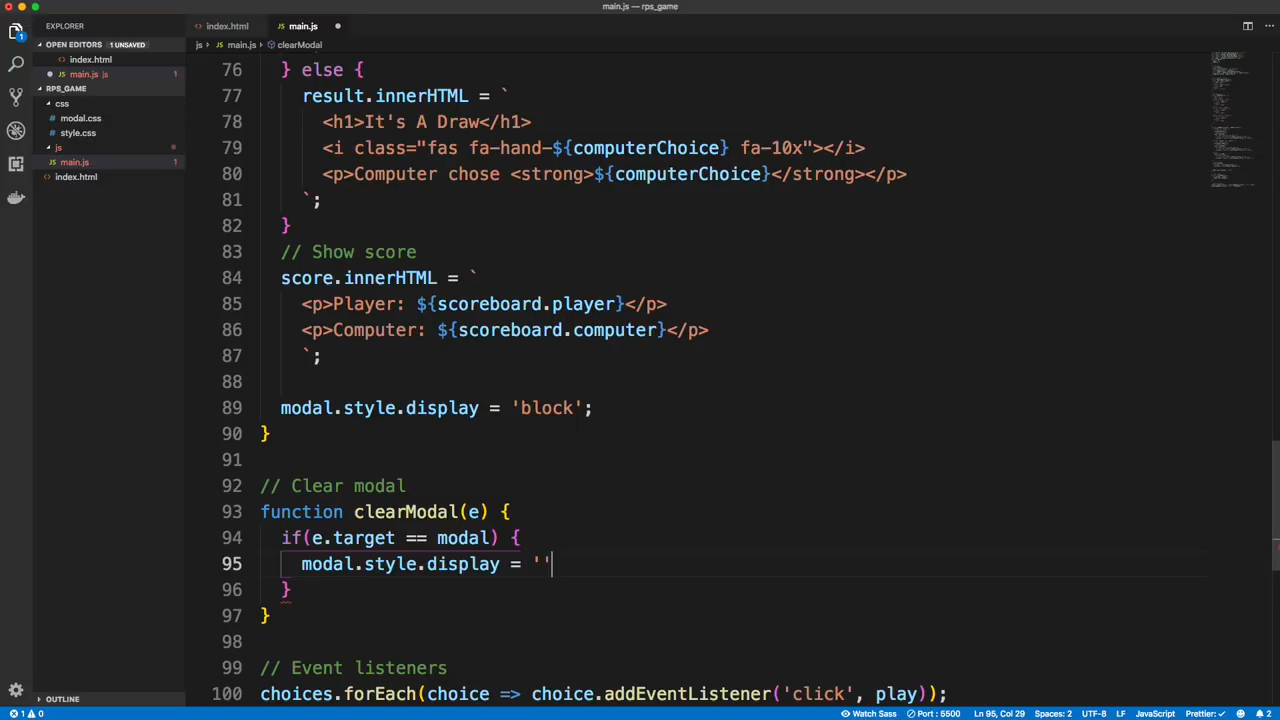 main.js — rps_game
EXPLORER
OPEN EDITORS 1 UNSAVED
index.html
main.js js 1
RPS_GAME
css
modal.css
style.css
js
main.js 1
index.html
OUTLINE
index.html main.js
js › main.js › clearModal
76 } else {
77 result.innerHTML = `
78 <h1>It's A Draw</h1>
79 <i class="fas fa-hand-${computerChoice} fa-10x"></i>
80 <p>Computer chose <strong>${computerChoice}</strong></p>
81 `;
82 }
83 // Show score
84 score.innerHTML = `
85 <p>Player: ${scoreboard.player}</p>
86 <p>Computer: ${scoreboard.computer}</p>
87 `;
88
89 modal.style.display = 'block';
90 }
91
92 // Clear modal
93 function clearModal(e) {
94 if(e.target == modal) {
95 modal.style.display = ''
96 }
97 }
98
99 // Event listeners
100 choices.forEach(choice => choice.addEventListener('click', play));
1 0 Watch Sass Port : 5500 Ln 95, Col 29 Spaces: 2 UTF-8 LF JavaScript Prettier: ✓ 2